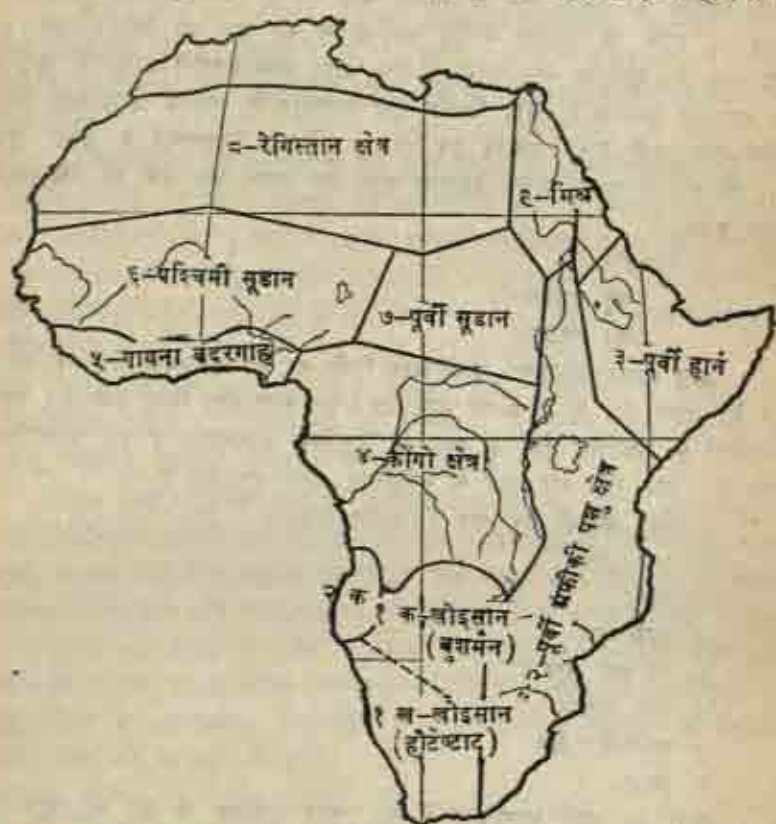 ८-रेगिस्तान क्षेत्र
९-मिस्र
६-पश्चिमी सूडान
७-पूर्वी सूडान
५-गायना बंदरगाह
३-पूर्वी हार्न
४-कोंगो क्षेत्र
२-पूर्वी अफ्रीकी पशु क्षेत्र
२ क
१ क-खोइसान
(बुशमैन)
१ ख-खोइसान
(हौटेण्टाट)